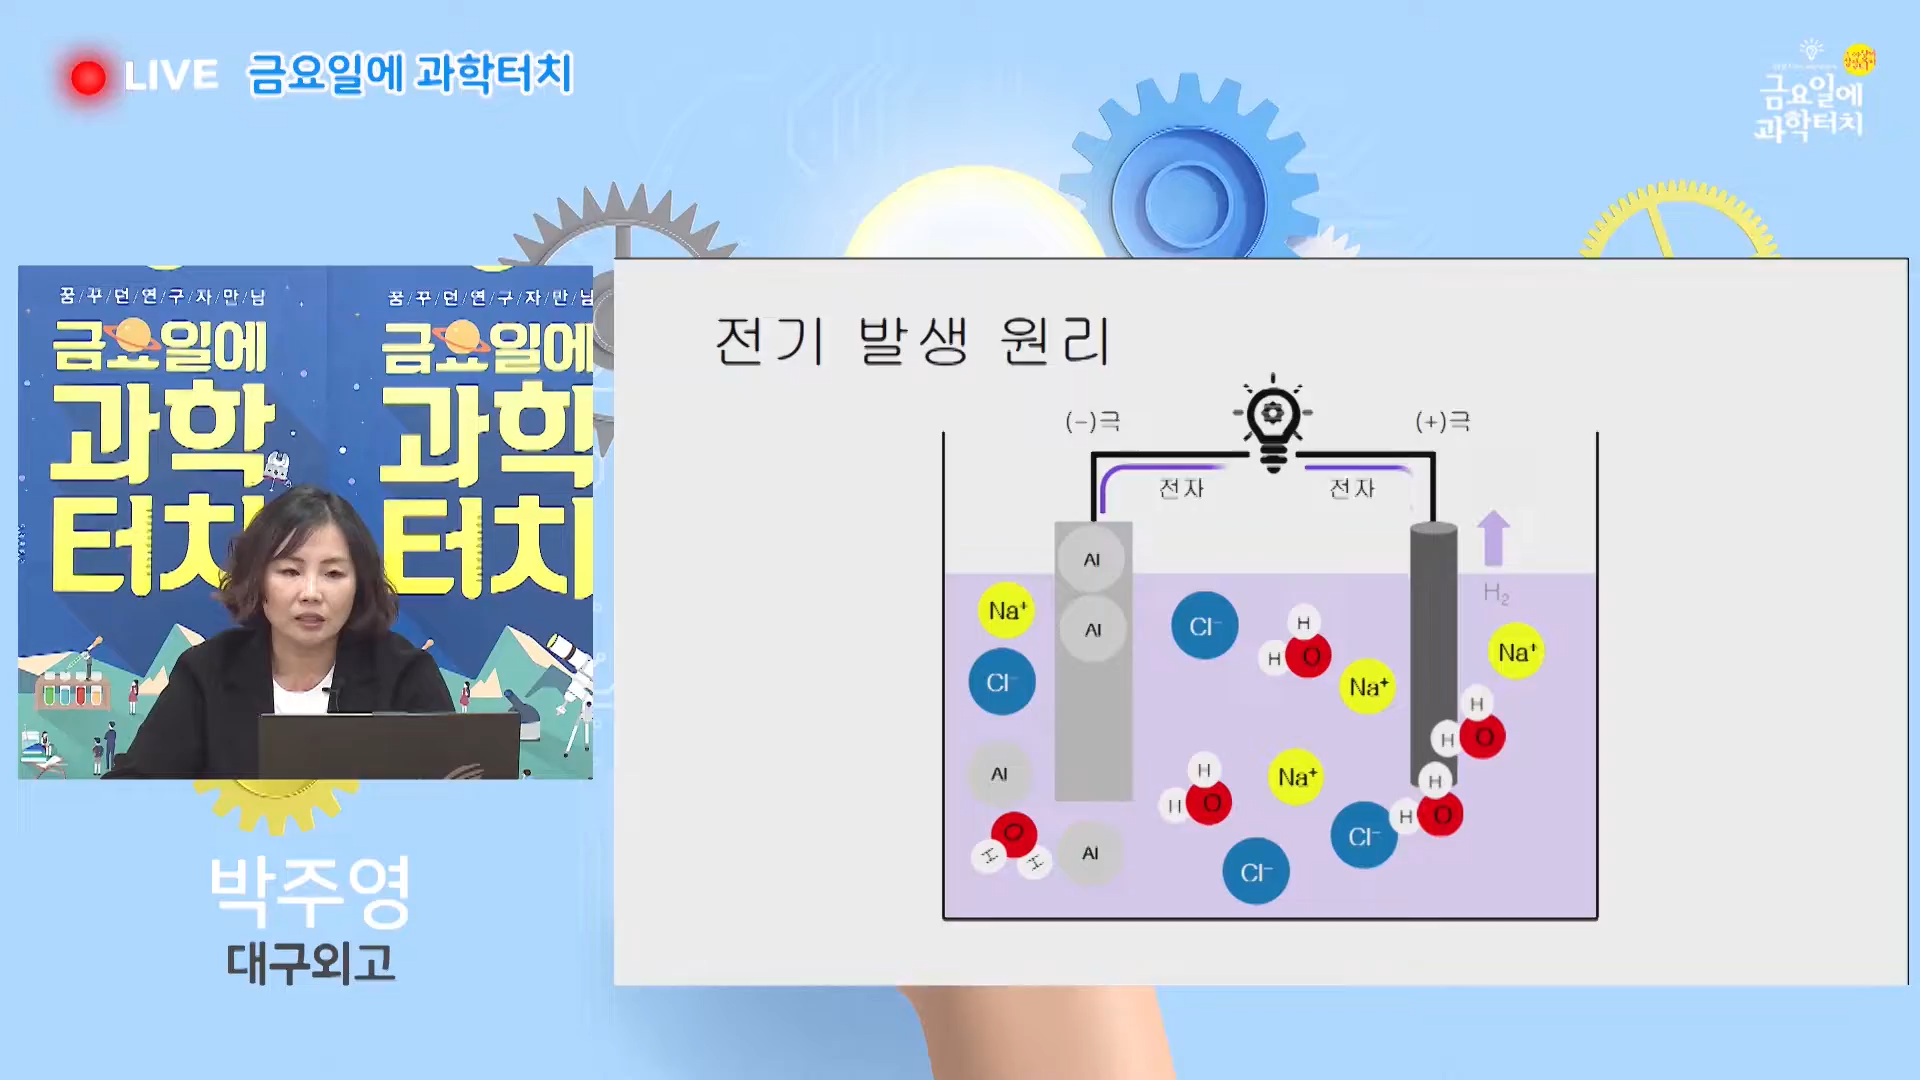 LIVE 금요일에 과학터치
금요일에
과학터치
꿈/꾸/던/연/구/자/만/남
금요일에
과학
터치
꿈/꾸/던/연/구/자/만/남
금요일에
과학
터치
박주영
대구외고
전기 발생 원리
(-)극
(+)극
전자
전자
Al
Al
H₂
Na⁺
Cl⁻
H
H
O
Na⁺
Na⁺
Cl⁻
H
H
O
Al
H
H
O
Na⁺
H
H
O
O
H
H
Al
Cl⁻
Cl⁻